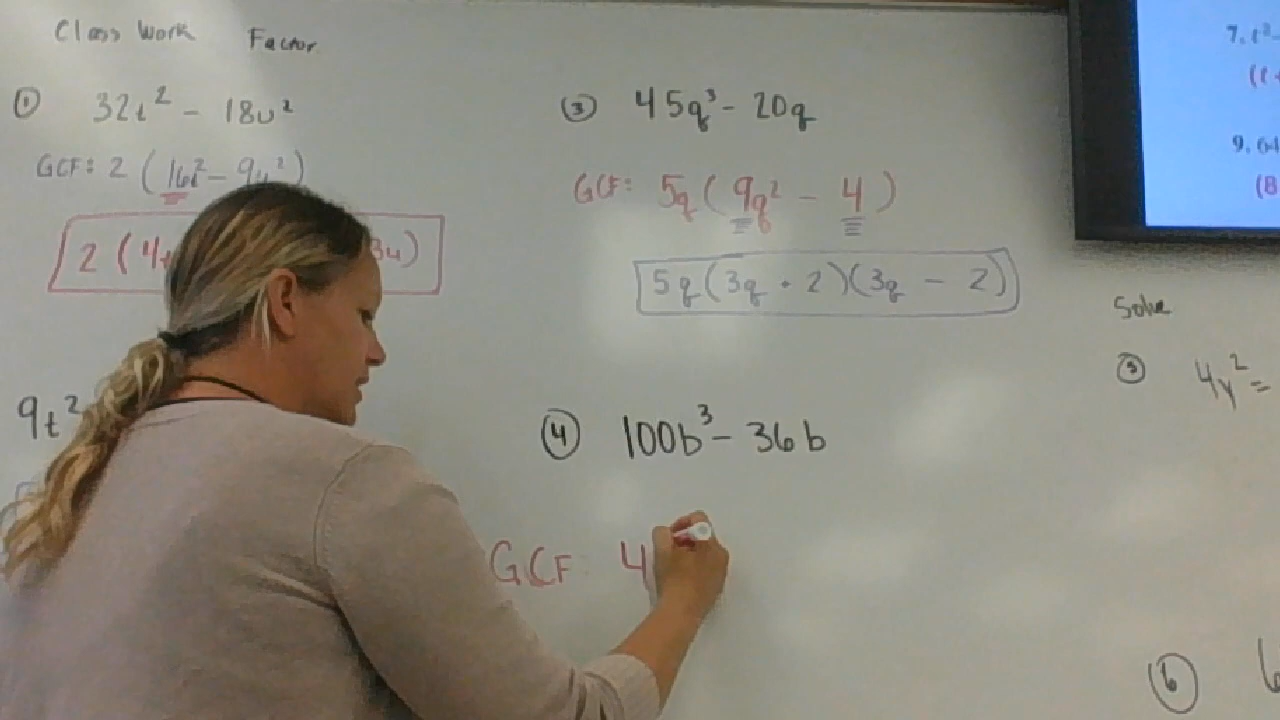 Class Work Factor
① 32t² - 18u²
GCF: 2 (16t² - 9u²)
2 (4t 3u)
9t²
③ 45q³ - 20q
GCF: 5q ( 9q² - 4 )
5q(3q + 2)(3q - 2)
④ 100b³ - 36b
GCF 4
7. t² -
(t +
9. 64
(8
Solve
⑤ 4y² =
⑥ 6